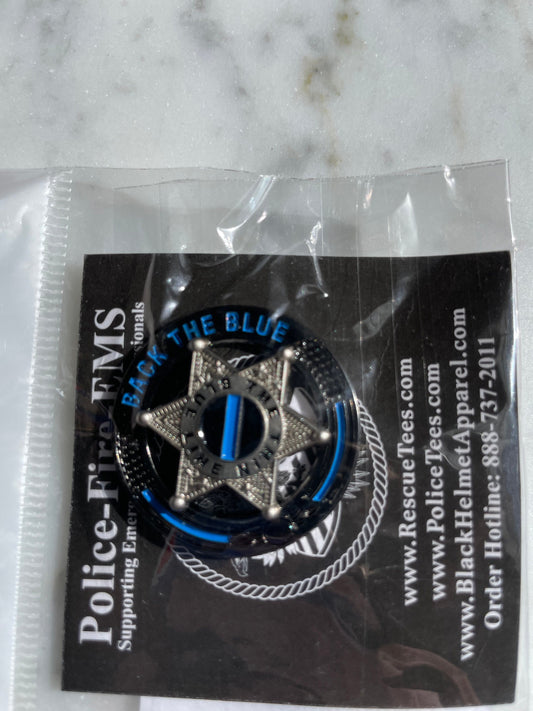 BACK THE BLUE
THE BLUE
THIN LINE
Police-Fire-EMS
Supporting
www.RescueTees.com
www.PoliceTees.com
www.BlackHelmetApparel.com
Order Hotline: 888-737-2011